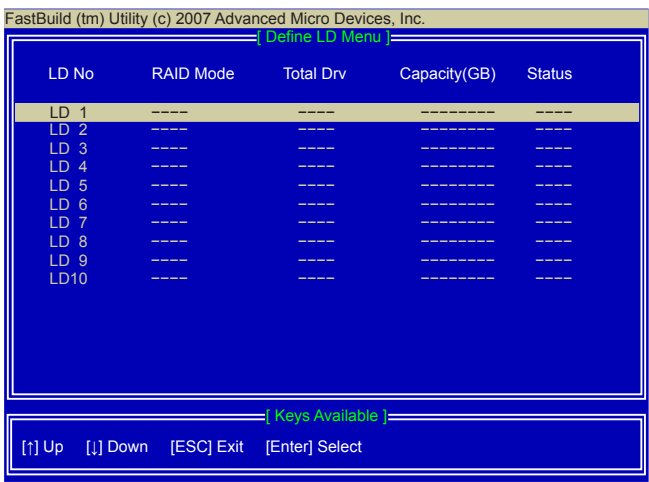 FastBuild (tm) Utility (c) 2007 Advanced Micro Devices, Inc.
[ Define LD Menu ]
LD No RAID Mode Total Drv Capacity(GB) Status
LD 1 ---- ---- -------- ----
LD 2 ---- ---- -------- ----
LD 3 ---- ---- -------- ----
LD 4 ---- ---- -------- ----
LD 5 ---- ---- -------- ----
LD 6 ---- ---- -------- ----
LD 7 ---- ---- -------- ----
LD 8 ---- ---- -------- ----
LD 9 ---- ---- -------- ----
LD10 ---- ---- -------- ----
[ Keys Available ]
[↑] Up [↓] Down [ESC] Exit [Enter] Select